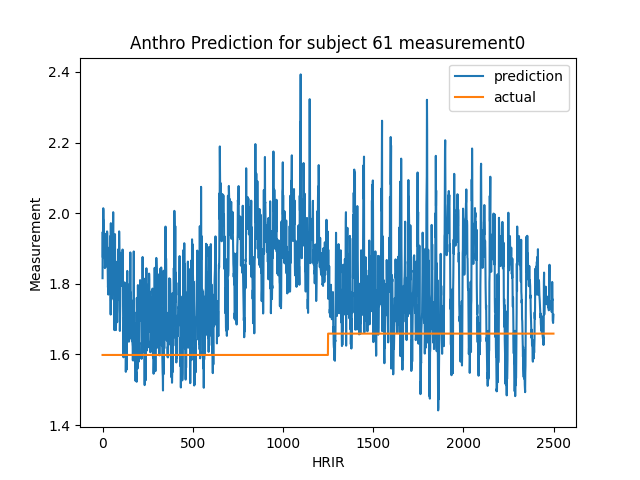 Anthro Prediction for subject 61 measurement0
prediction
actual
Measurement
2.4
2.2
2.0
1.8
1.6
1.4
0 500 1000 1500 2000 2500
HRIR